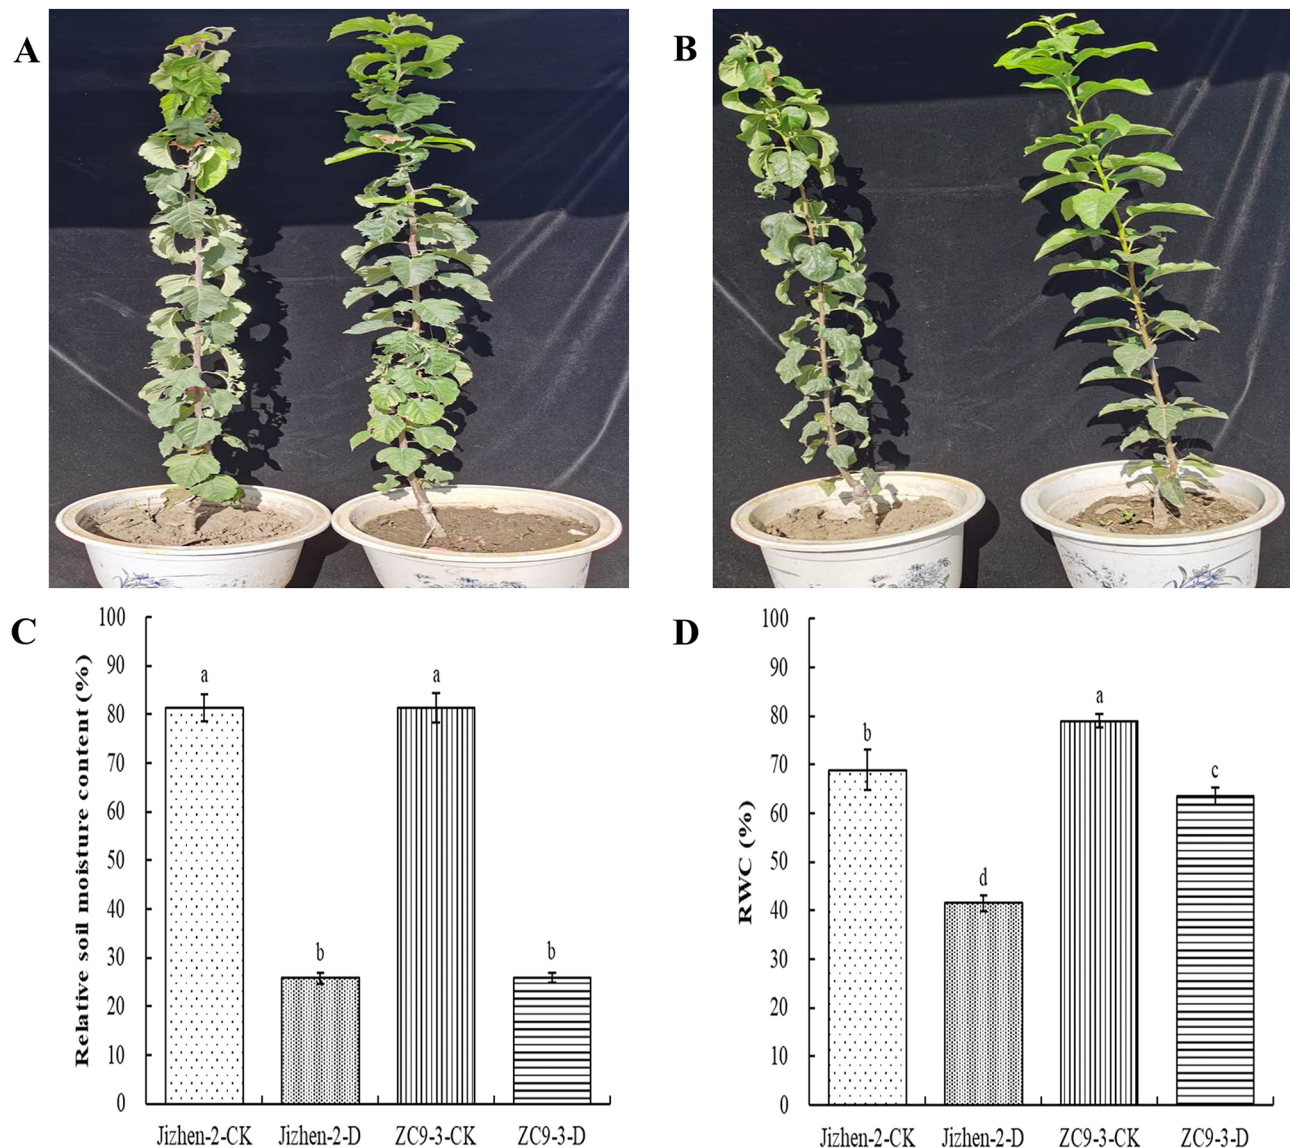 A
B
C
Relative soil moisture content (%)
100
90
80
70
60
50
40
30
20
10
0
a
b
a
b
Jizhen-2-CK
Jizhen-2-D
ZC9-3-CK
ZC9-3-D
D
RWC (%)
100
90
80
70
60
50
40
30
20
10
0
b
d
a
c
Jizhen-2-CK
Jizhen-2-D
ZC9-3-CK
ZC9-3-D